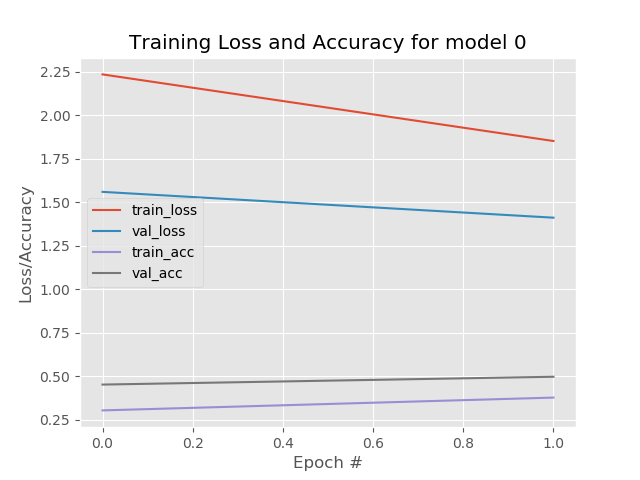 Training Loss and Accuracy for model 0
Loss/Accuracy
2.25
2.00
1.75
1.50
1.25
1.00
0.75
0.50
0.25
train_loss
val_loss
train_acc
val_acc
0.0 0.2 0.4 0.6 0.8 1.0
Epoch #